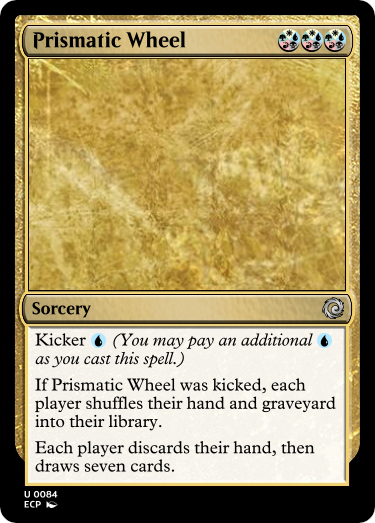 Prismatic Wheel
Sorcery
Kicker (You may pay an additional
as you cast this spell.)
If Prismatic Wheel was kicked, each
player shuffles their hand and graveyard
into their library.
Each player discards their hand, then
draws seven cards.
U 0084
ECP